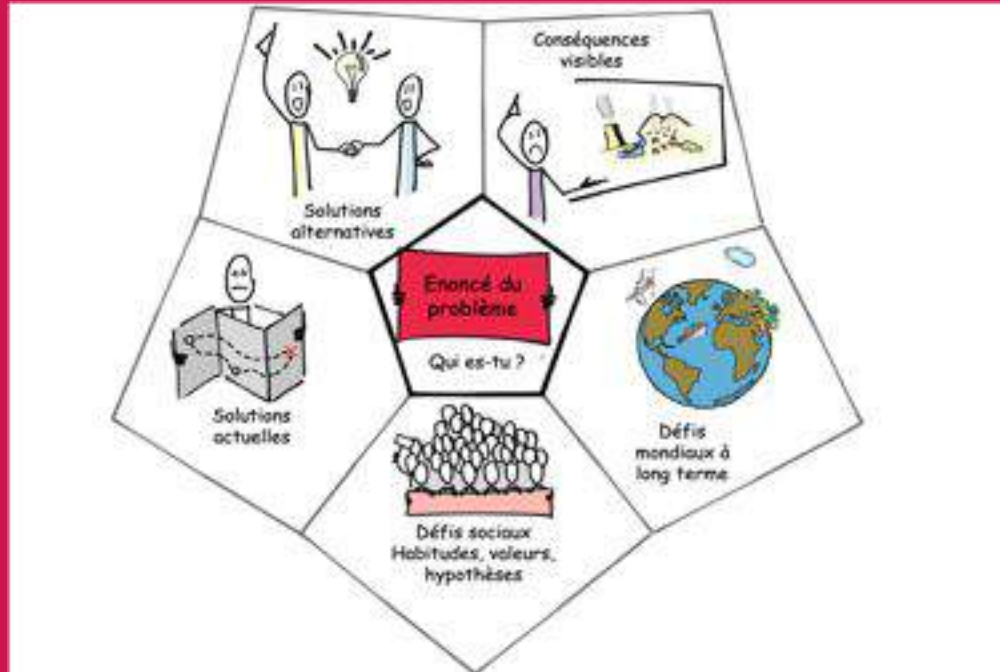 Conséquences
visibles
Solutions
alternatives
Enoncé du
problème
Qui es-tu ?
Solutions
actuelles
Défis
mondiaux à
long terme
Défis sociaux
Habitudes, valeurs,
hypothèses